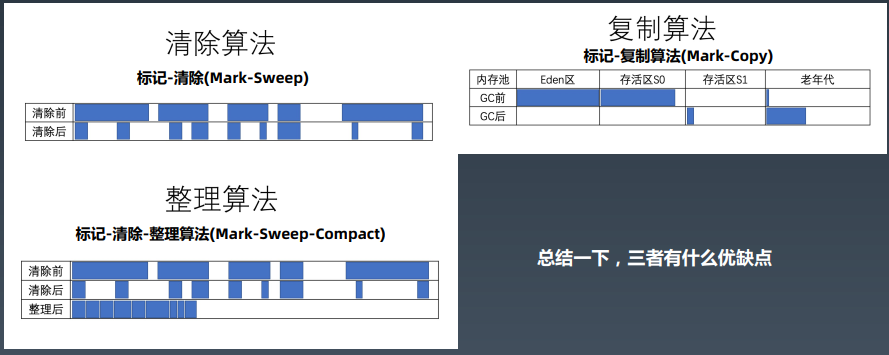 清除算法
标记-清除(Mark-Sweep)
清除前
清除后
复制算法
标记-复制算法(Mark-Copy)
内存池 Eden区 存活区S0 存活区S1 老年代
GC前
GC后
整理算法
标记-清除-整理算法(Mark-Sweep-Compact)
清除前
清除后
整理后
总结一下，三者有什么优缺点